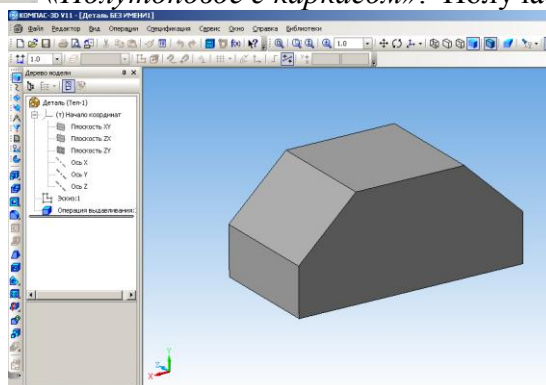 «Полутоновое с каркасом». Получа
КОМПАС-3D V11 - [Деталь БЕЗ ИМЕНИ1]
Файл Редактор Вид Операции Спецификация Сервис Окно Справка Библиотеки
1.0
1.0
Дерево модели
Деталь (Тел-1)
(т) Начало координат
Плоскость XY
Плоскость ZX
Плоскость ZY
Ось X
Ось Y
Ось Z
Эскиз:1
Операция выдавливания:
Y
Z
X